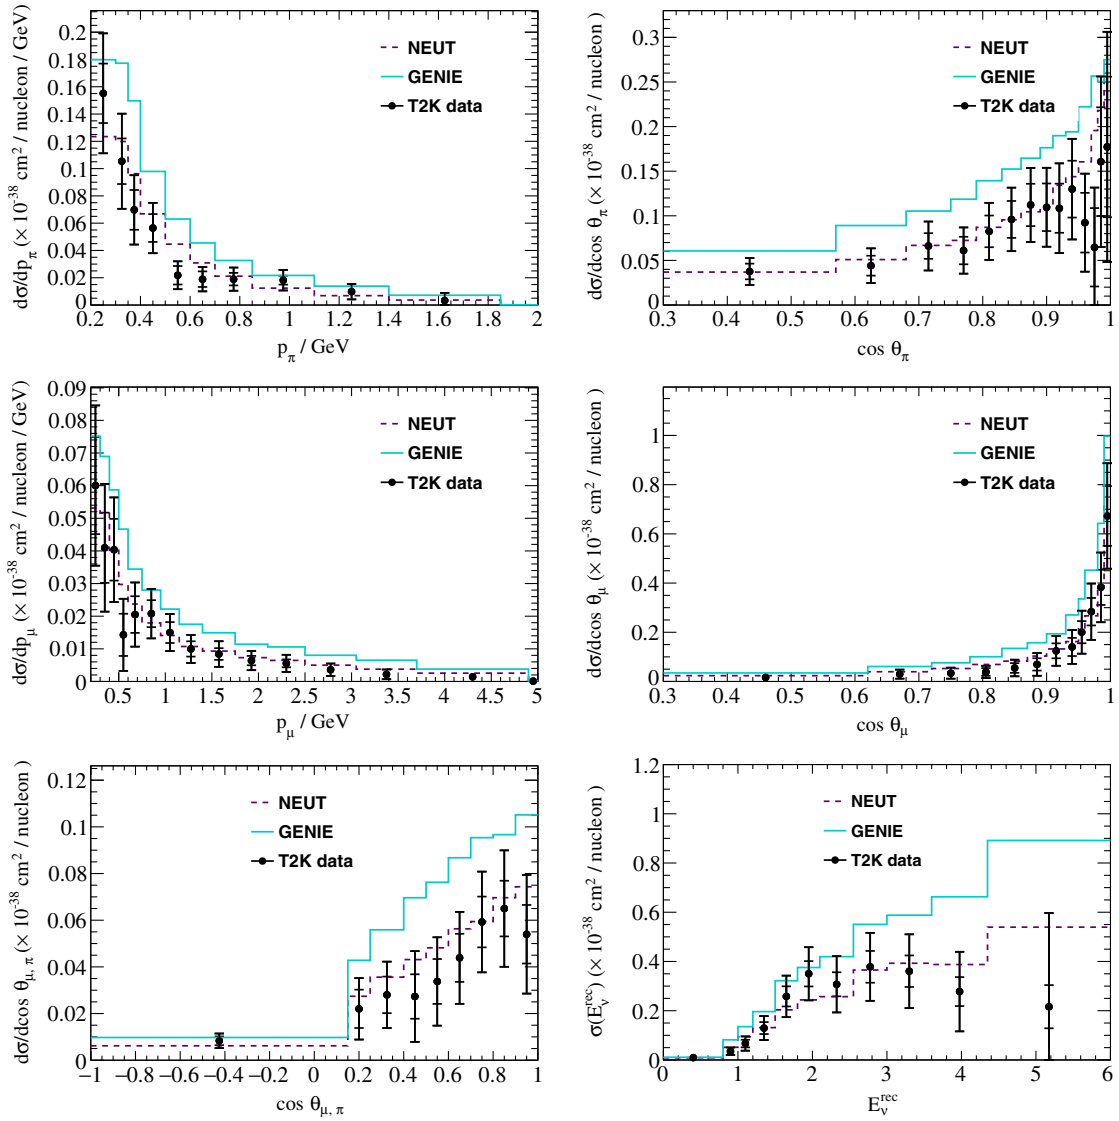 dσ/dp_π (× 10^-38 cm^2 / nucleon / GeV)
0.2
0.18
0.16
0.14
0.12
0.1
0.08
0.06
0.04
0.02
0
NEUT
GENIE
T2K data
0.2 0.4 0.6 0.8 1 1.2 1.4 1.6 1.8 2
p_π / GeV
dσ/dcos θ_π (× 10^-38 cm^2 / nucleon )
0.3
0.25
0.2
0.15
0.1
0.05
0
NEUT
GENIE
T2K data
0.3 0.4 0.5 0.6 0.7 0.8 0.9 1
cos θ_π
dσ/dp_μ (× 10^-38 cm^2 / nucleon / GeV)
0.09
0.08
0.07
0.06
0.05
0.04
0.03
0.02
0.01
0
NEUT
GENIE
T2K data
0.5 1 1.5 2 2.5 3 3.5 4 4.5 5
p_μ / GeV
dσ/dcos θ_μ (× 10^-38 cm^2 / nucleon )
1
0.8
0.6
0.4
0.2
0
NEUT
GENIE
T2K data
0.3 0.4 0.5 0.6 0.7 0.8 0.9 1
cos θ_μ
dσ/dcos θ_μ, π (× 10^-38 cm^2 / nucleon )
0.12
0.1
0.08
0.06
0.04
0.02
0
NEUT
GENIE
T2K data
−1 −0.8 −0.6 −0.4 −0.2 0 0.2 0.4 0.6 0.8 1
cos θ_μ, π
σ(E_ν^rec) (× 10^-38 cm^2 / nucleon )
1.2
1
0.8
0.6
0.4
0.2
0
NEUT
GENIE
T2K data
0 1 2 3 4 5 6
E_ν^rec